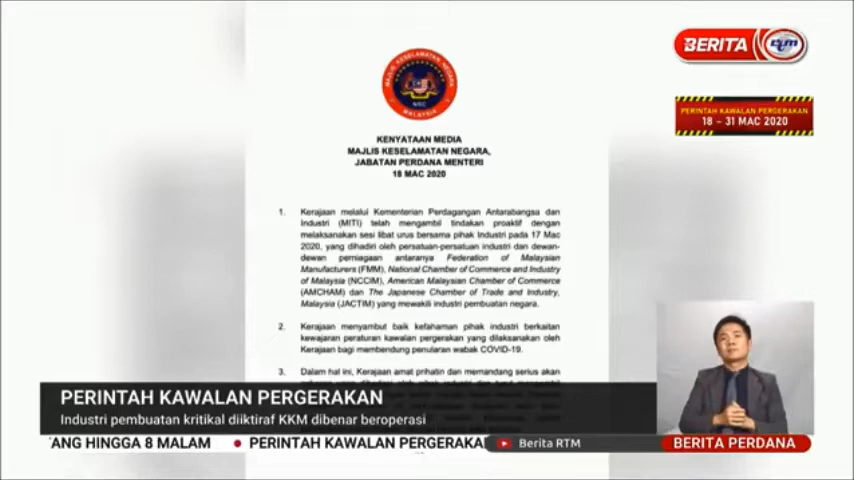 BERITA rtm
PERINTAH KAWALAN PERGERAKAN
18 – 31 MAC 2020
MAJLIS KESELAMATAN NEGARA
NSC
MALAYSIA
KENYATAAN MEDIA
MAJLIS KESELAMATAN NEGARA,
JABATAN PERDANA MENTERI
18 MAC 2020
1. Kerajaan melalui Kementerian Perdagangan Antarabangsa dan
Industri (MITI) telah mengambil tindakan proaktif dengan
melaksanakan sesi libat urus bersama pihak Industri pada 17 Mac
2020, yang dihadiri oleh persatuan-persatuan industri dan dewan-
dewan perniagaan antaranya Federation of Malaysian
Manufacturers (FMM), National Chamber of Commerce and Industry
of Malaysia (NCCIM), American Malaysian Chamber of Commerce
(AMCHAM) dan The Japanese Chamber of Trade and Industry,
Malaysia (JACTIM) yang mewakili industri pembuatan negara.
2. Kerajaan menyambut baik kefahaman pihak industri berkaitan
kewajaran peraturan kawalan pergerakan yang dilaksanakan oleh
Kerajaan bagi membendung penularan wabak COVID-19.
3. Dalam hal ini, Kerajaan amat prihatin dan memandang serius akan
PERINTAH KAWALAN PERGERAKAN
Industri pembuatan kritikal diiktiraf KKM dibenar beroperasi
ANG HINGGA 8 MALAM • PERINTAH KAWALAN PERGERAKA
Berita RTM
BERITA PERDANA